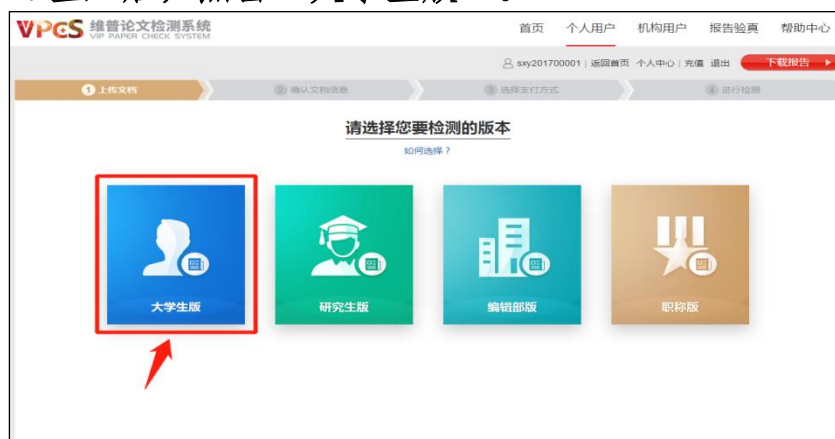 VPCS 维普论文检测系统
VIP PAPER CHECK SYSTEM
首页 个人用户 机构用户 报告验真 帮助中心
sxy201700001 | 返回首页 个人中心 | 充值 退出 下载报告
1 上传文档 2 确认文档信息 3 选择支付方式 4 进行检测
请选择您要检测的版本
如何选择？
大学生版 研究生版 编辑部版 职称版